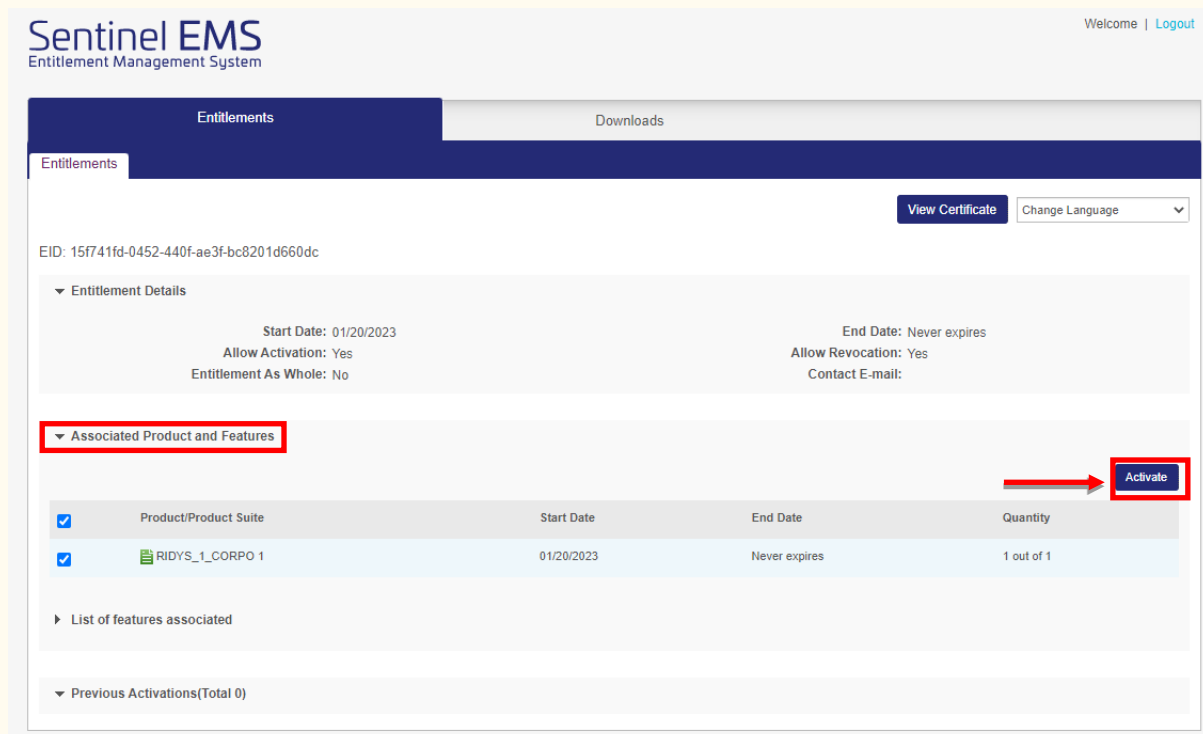 Sentinel EMS
Entitlement Management System
Welcome | Logout
Entitlements
Downloads
Entitlements
View Certificate
Change Language
EID: 15f741fd-0452-440f-ae3f-bc8201d660dc
Entitlement Details
Start Date: 01/20/2023
End Date: Never expires
Allow Activation: Yes
Allow Revocation: Yes
Entitlement As Whole: No
Contact E-mail:
Associated Product and Features
Activate
Product/Product Suite Start Date End Date Quantity
RIDYS_1_CORPO 1 01/20/2023 Never expires 1 out of 1
List of features associated
Previous Activations(Total 0)